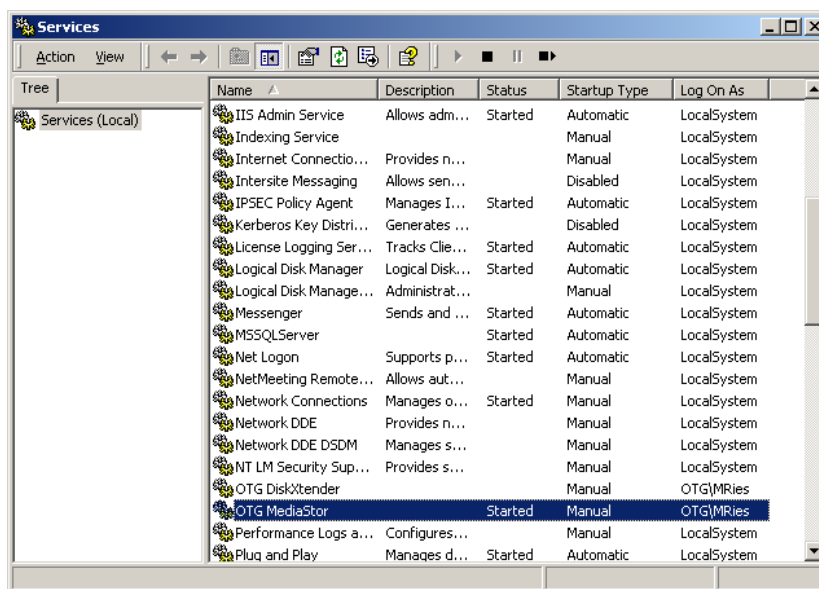 Services
Action View
Tree
Services (Local)
Name Description Status Startup Type Log On As
IIS Admin Service Allows adm... Started Automatic LocalSystem
Indexing Service Manual LocalSystem
Internet Connectio... Provides n... Manual LocalSystem
Intersite Messaging Allows sen... Disabled LocalSystem
IPSEC Policy Agent Manages I... Started Automatic LocalSystem
Kerberos Key Distri... Generates ... Disabled LocalSystem
License Logging Ser... Tracks Clie... Started Automatic LocalSystem
Logical Disk Manager Logical Disk... Started Automatic LocalSystem
Logical Disk Manage... Administrat... Manual LocalSystem
Messenger Sends and ... Started Automatic LocalSystem
MSSQLServer Started Automatic LocalSystem
Net Logon Supports p... Started Automatic LocalSystem
NetMeeting Remote... Allows aut... Manual LocalSystem
Network Connections Manages o... Started Manual LocalSystem
Network DDE Provides n... Manual LocalSystem
Network DDE DSDM Manages s... Manual LocalSystem
NT LM Security Sup... Provides s... Manual LocalSystem
OTG DiskXtender Manual OTG\MRies
OTG MediaStor Started Manual OTG\MRies
Performance Logs a... Configures... Manual LocalSystem
Plug and Play Manages d... Started Automatic LocalSystem